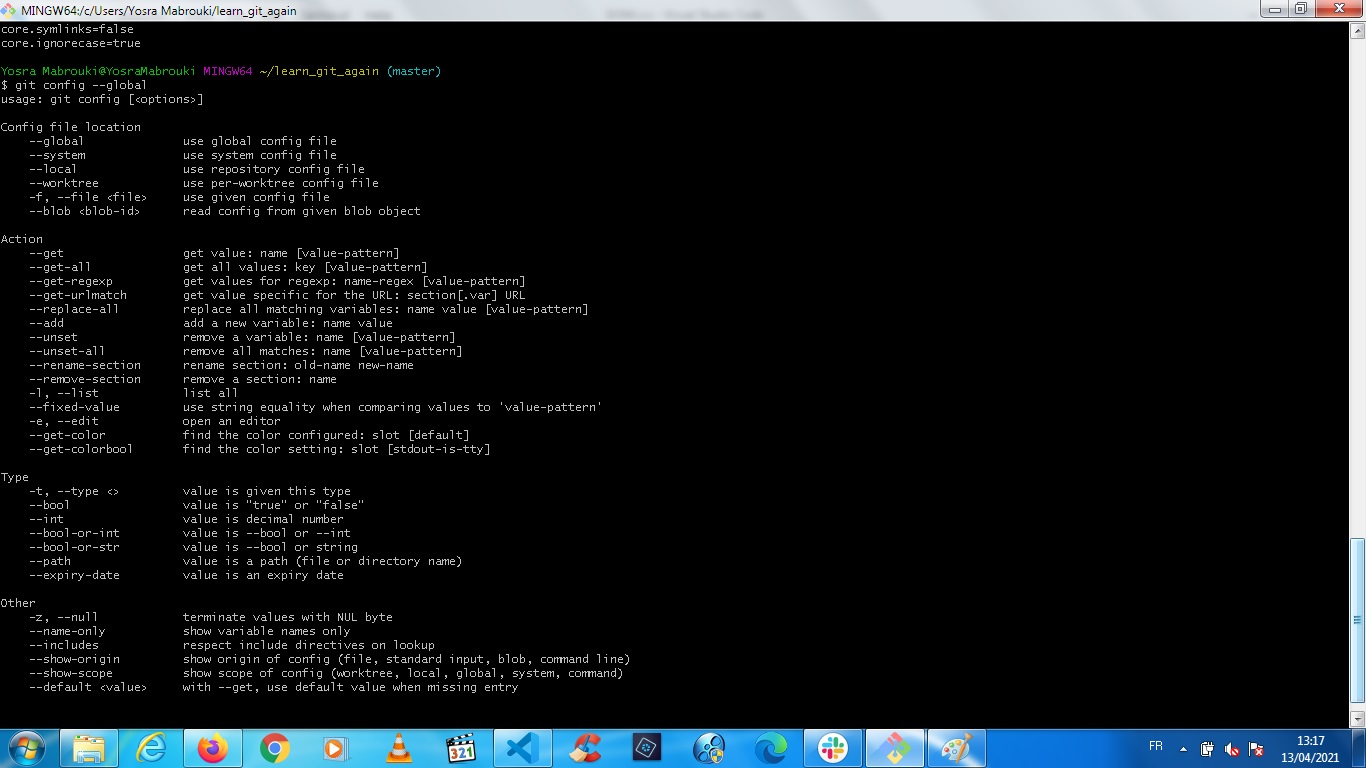 MINGW64:/c/Users/Yosra Mabrouki/learn_git_again
core.symlinks=false
core.ignorecase=true
Yosra Mabrouki@YosraMabrouki MINGW64 ~/learn_git_again (master)
$ git config --global
usage: git config [<options>]
Config file location
--global use global config file
--system use system config file
--local use repository config file
--worktree use per-worktree config file
-f, --file <file> use given config file
--blob <blob-id> read config from given blob object
Action
--get get value: name [value-pattern]
--get-all get all values: key [value-pattern]
--get-regexp get values for regexp: name-regex [value-pattern]
--get-urlmatch get value specific for the URL: section[.var] URL
--replace-all replace all matching variables: name value [value-pattern]
--add add a new variable: name value
--unset remove a variable: name [value-pattern]
--unset-all remove all matches: name [value-pattern]
--rename-section rename section: old-name new-name
--remove-section remove a section: name
-l, --list list all
--fixed-value use string equality when comparing values to 'value-pattern'
-e, --edit open an editor
--get-color find the color configured: slot [default]
--get-colorbool find the color setting: slot [stdout-is-tty]
Type
-t, --type <> value is given this type
--bool value is "true" or "false"
--int value is decimal number
--bool-or-int value is --bool or --int
--bool-or-str value is --bool or string
--path value is a path (file or directory name)
--expiry-date value is an expiry date
Other
-z, --null terminate values with NUL byte
--name-only show variable names only
--includes respect include directives on lookup
--show-origin show origin of config (file, standard input, blob, command line)
--show-scope show scope of config (worktree, local, global, system, command)
--default <value> with --get, use default value when missing entry
321
FR
13:17
13/04/2021